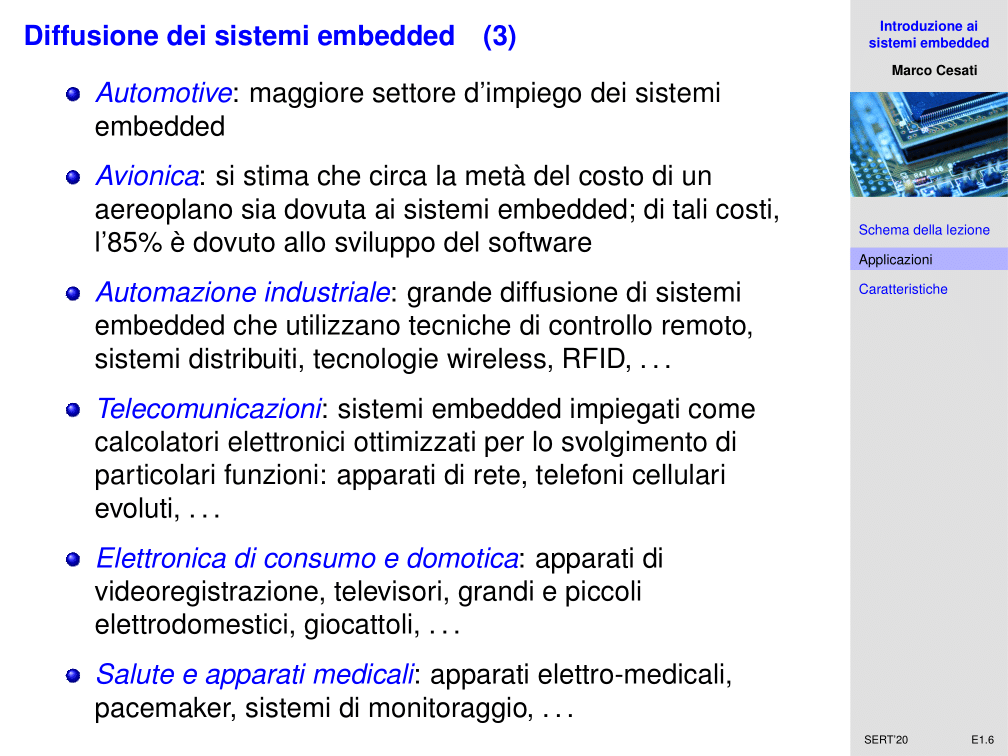 Diffusione dei sistemi embedded (3)
Automotive: maggiore settore d'impiego dei sistemi
embedded
Avionica: si stima che circa la metà del costo di un
aereoplano sia dovuta ai sistemi embedded; di tali costi,
l'85% è dovuto allo sviluppo del software
Automazione industriale: grande diffusione di sistemi
embedded che utilizzano tecniche di controllo remoto,
sistemi distribuiti, tecnologie wireless, RFID, . . .
Telecomunicazioni: sistemi embedded impiegati come
calcolatori elettronici ottimizzati per lo svolgimento di
particolari funzioni: apparati di rete, telefoni cellulari
evoluti, . . .
Elettronica di consumo e domotica: apparati di
videoregistrazione, televisori, grandi e piccoli
elettrodomestici, giocattoli, . . .
Salute e apparati medicali: apparati elettro-medicali,
pacemaker, sistemi di monitoraggio, . . .
Introduzione ai
sistemi embedded
Marco Cesati
R47 R46
Schema della lezione
Applicazioni
Caratteristiche
SERT'20 E1.6